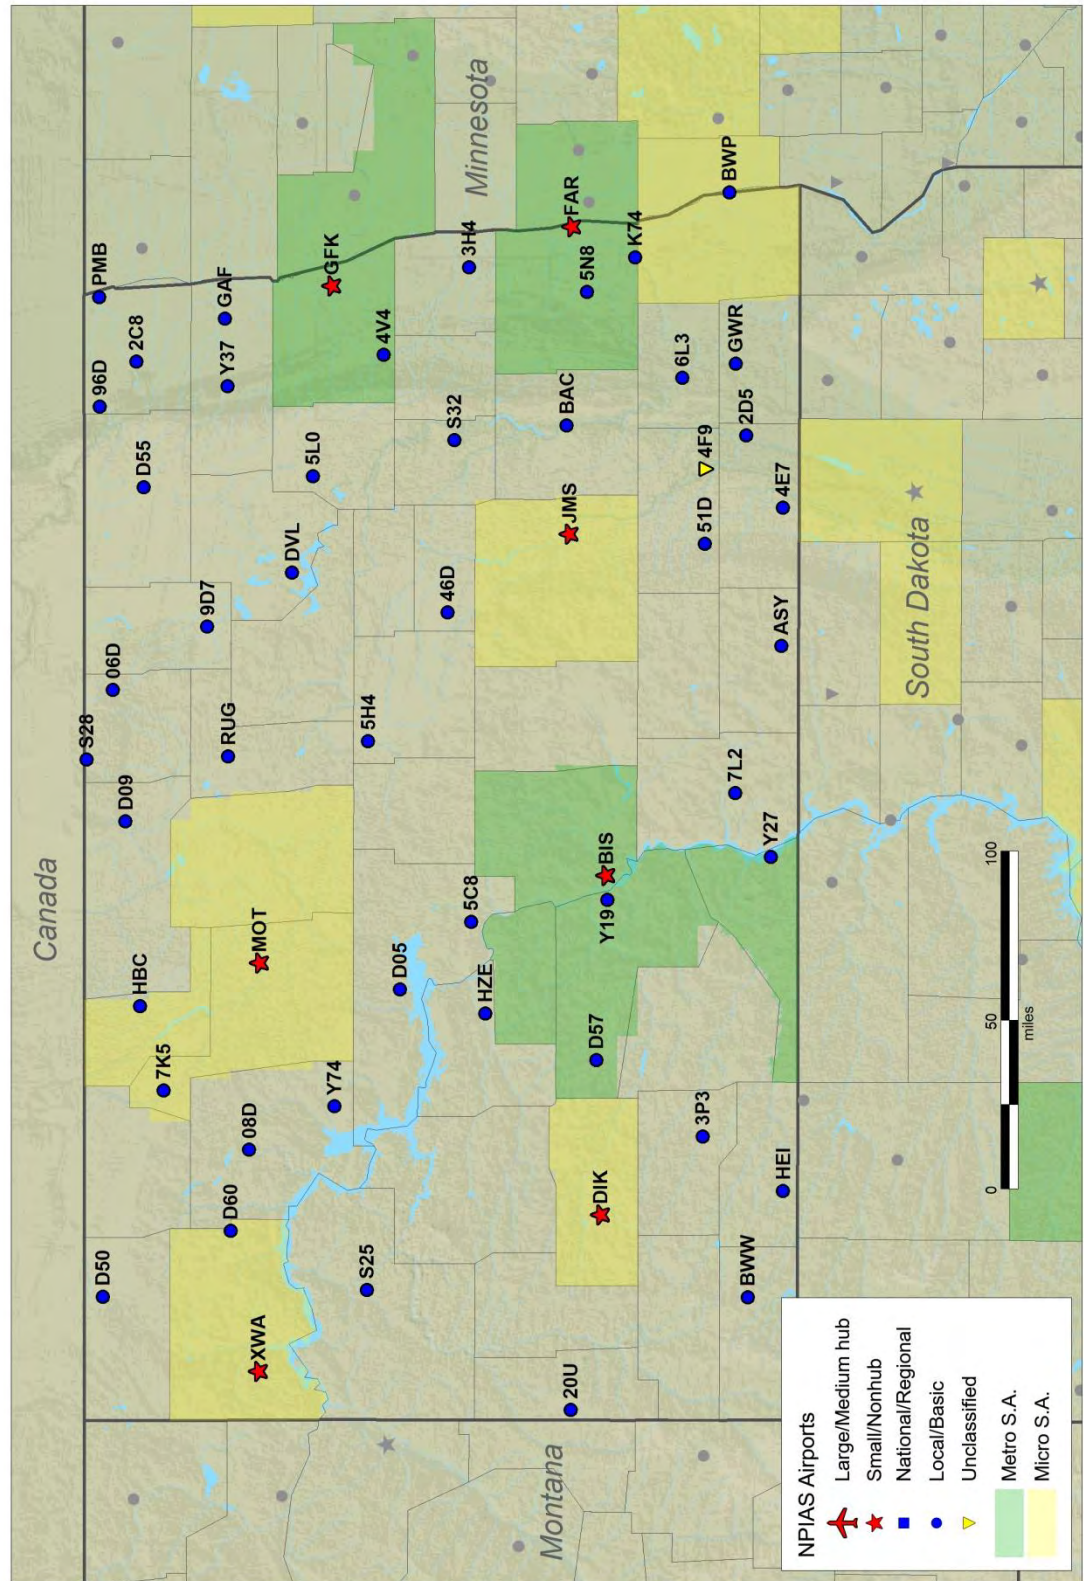 Canada
S28
PMB
D50
96D
06D
D09
2C8
HBC
D55
7K5
9D7
GAF
Y37
RUG
D60
08D
XWA
MOT
DVL
5L0
GFK
Y74
S25
5H4
4V4
D05
46D
S32
3H4
5C8
HZE
Minnesota
Montana
20U
JMS
BAC
FAR
5N8
D57
DIK
Y19
BIS
K74
6L3
3P3
51D
4F9
BWP
BWW
7L2
GWR
2D5
Y27
HEI
ASY
4E7
South Dakota
NPIAS Airports
Large/Medium hub
Small/Nonhub
National/Regional
Local/Basic
Unclassified
Metro S.A.
Micro S.A.
0 50 100
miles